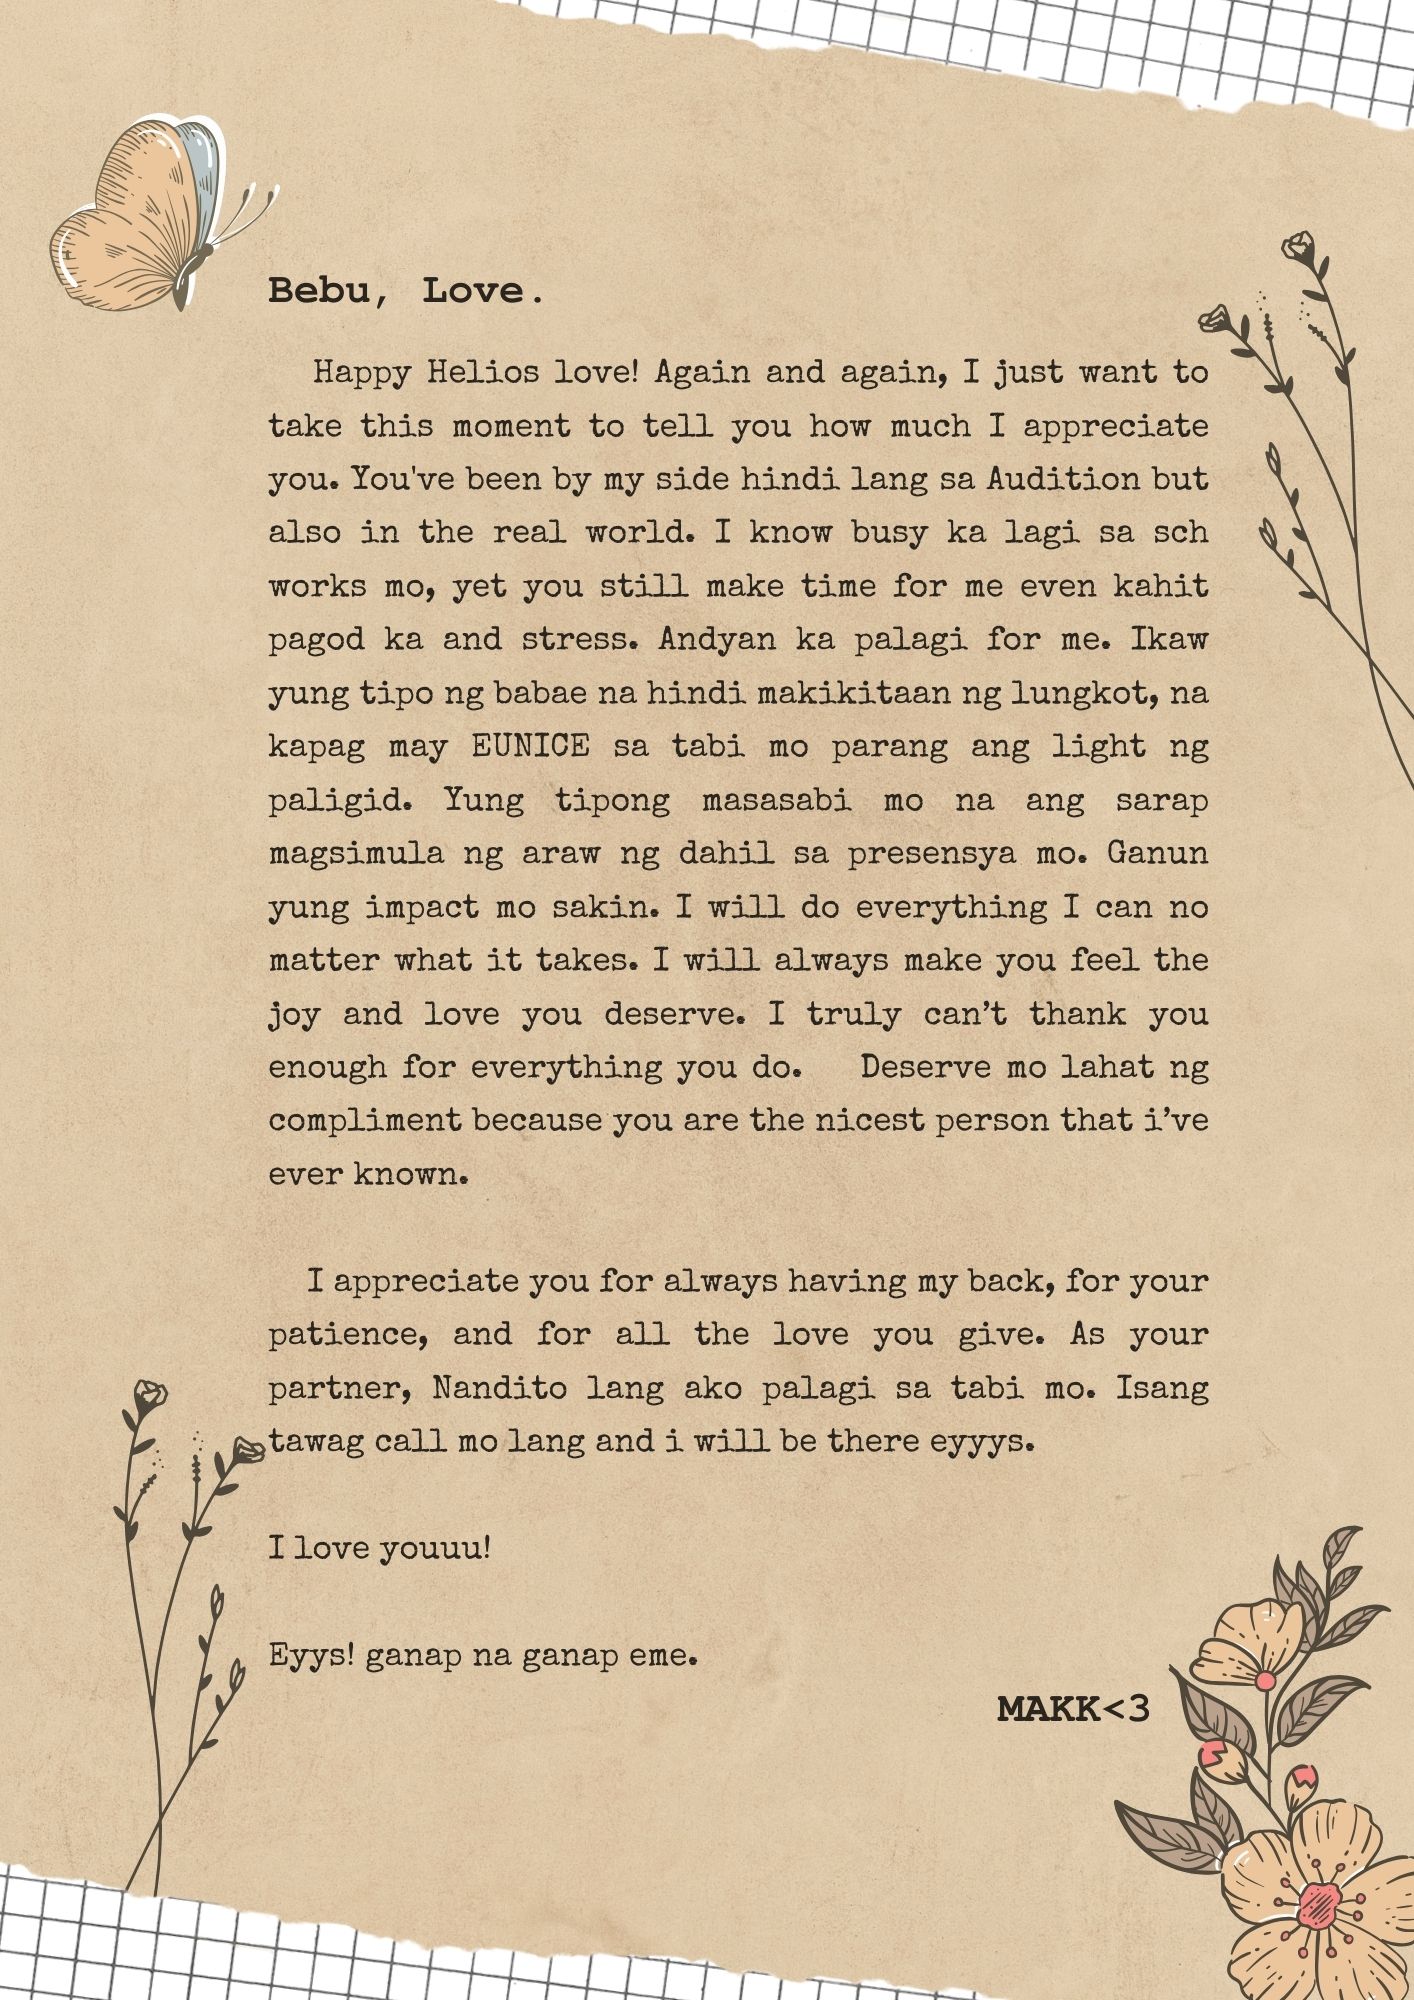 Bebu, Love.
Happy Helios love! Again and again, I just want to
take this moment to tell you how much I appreciate
you. You've been by my side hindi lang sa Audition but
also in the real world. I know busy ka lagi sa sch
works mo, yet you still make time for me even kahit
pagod ka and stress. Andyan ka palagi for me. Ikaw
yung tipo ng babae na hindi makikitaan ng lungkot, na
kapag may EUNICE sa tabi mo parang ang light ng
paligid. Yung tipong masasabi mo na ang sarap
magsimula ng araw ng dahil sa presensya mo. Ganun
yung impact mo sakin. I will do everything I can no
matter what it takes. I will always make you feel the
joy and love you deserve. I truly can’t thank you
enough for everything you do. Deserve mo lahat ng
compliment because you are the nicest person that i’ve
ever known.
I appreciate you for always having my back, for your
patience, and for all the love you give. As your
partner, Nandito lang ako palagi sa tabi mo. Isang
tawag call mo lang and i will be there eyyys.
I love youuu!
Eyys! ganap na ganap eme.
MAKK<3